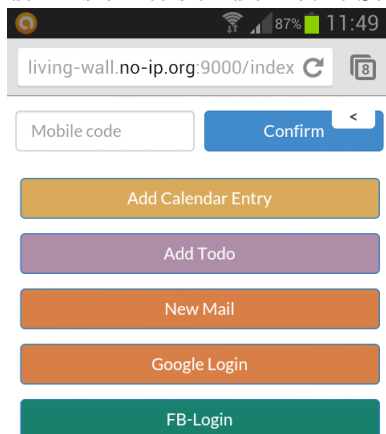 87% 11:49
living-wall.no-ip.org:9000/index 8
Mobile code Confirm <
Add Calendar Entry
Add Todo
New Mail
Google Login
FB-Login